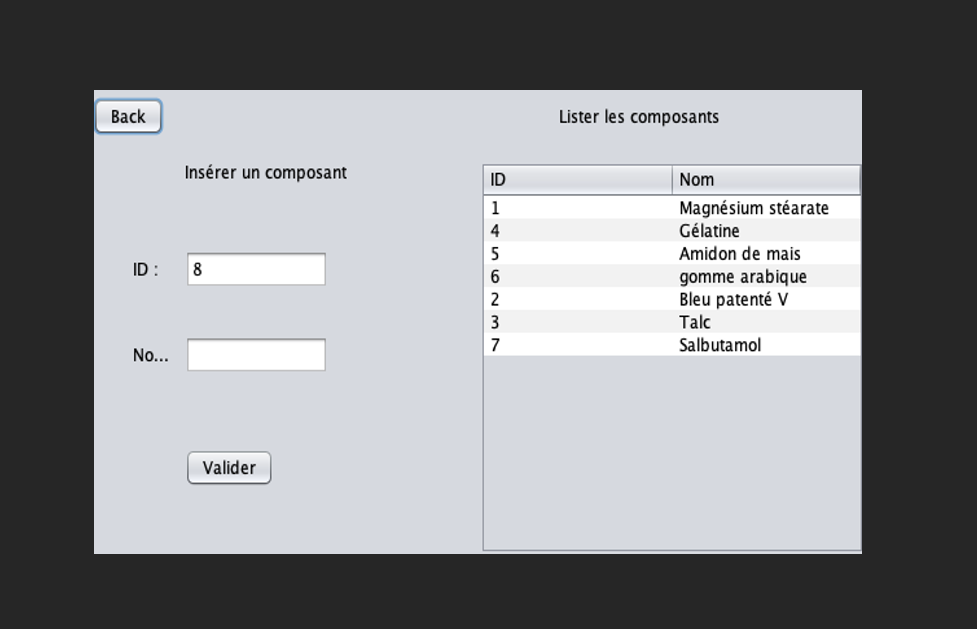 Back
Lister les composants
Insérer un composant
ID :
8
No...
Valider
ID Nom
1 Magnésium stéarate
4 Gélatine
5 Amidon de mais
6 gomme arabique
2 Bleu patenté V
3 Talc
7 Salbutamol